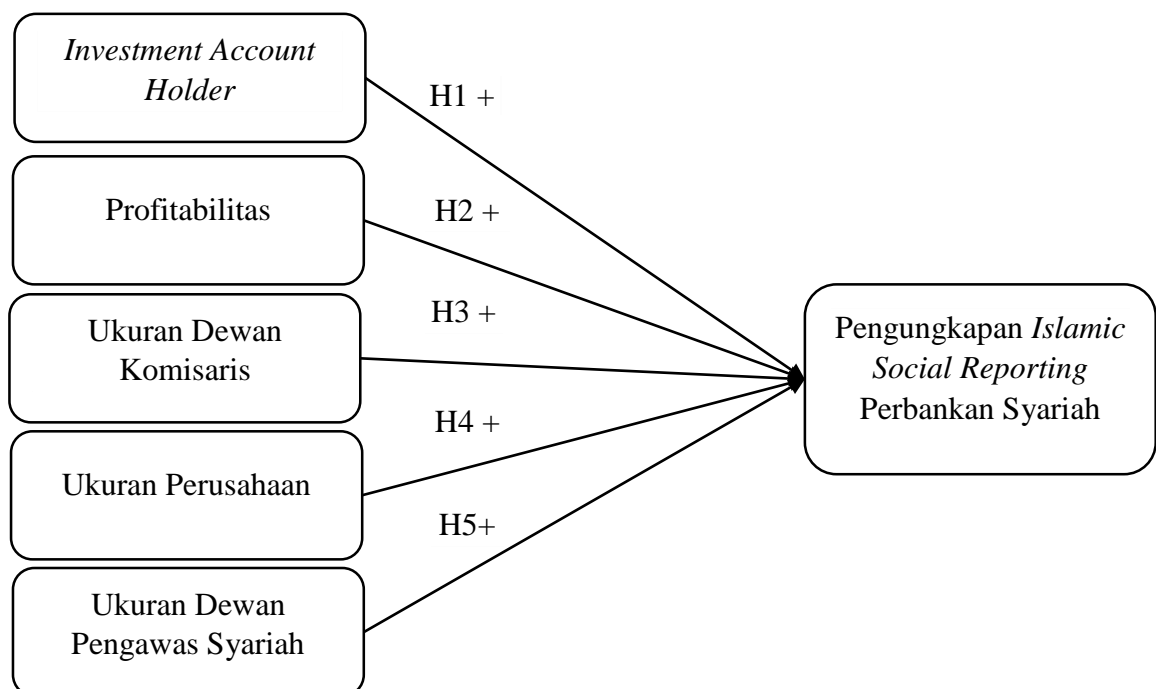 Investment Account
Holder
H1 +
Profitabilitas
H2 +
Ukuran Dewan
Komisaris
H3 +
Ukuran Perusahaan
H4 +
Ukuran Dewan
Pengawas Syariah
H5+
Pengungkapan Islamic
Social Reporting
Perbankan Syariah